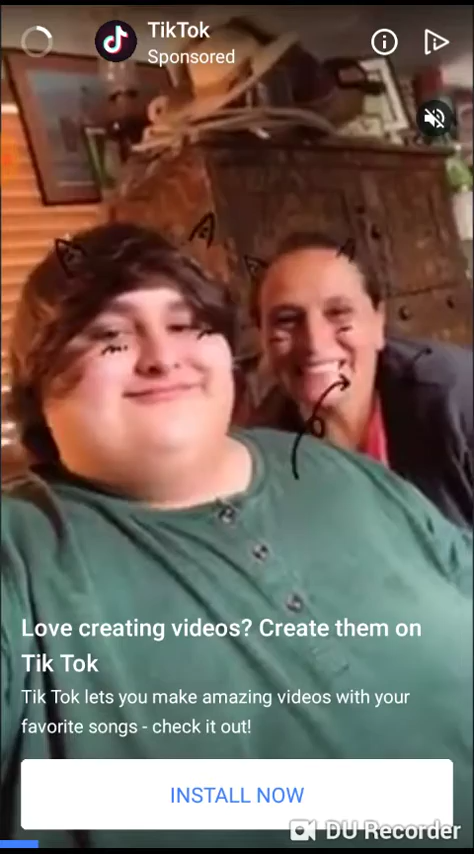 TikTok
Sponsored
Love creating videos? Create them on
Tik Tok
Tik Tok lets you make amazing videos with your
favorite songs - check it out!
INSTALL NOW
DU Recorder